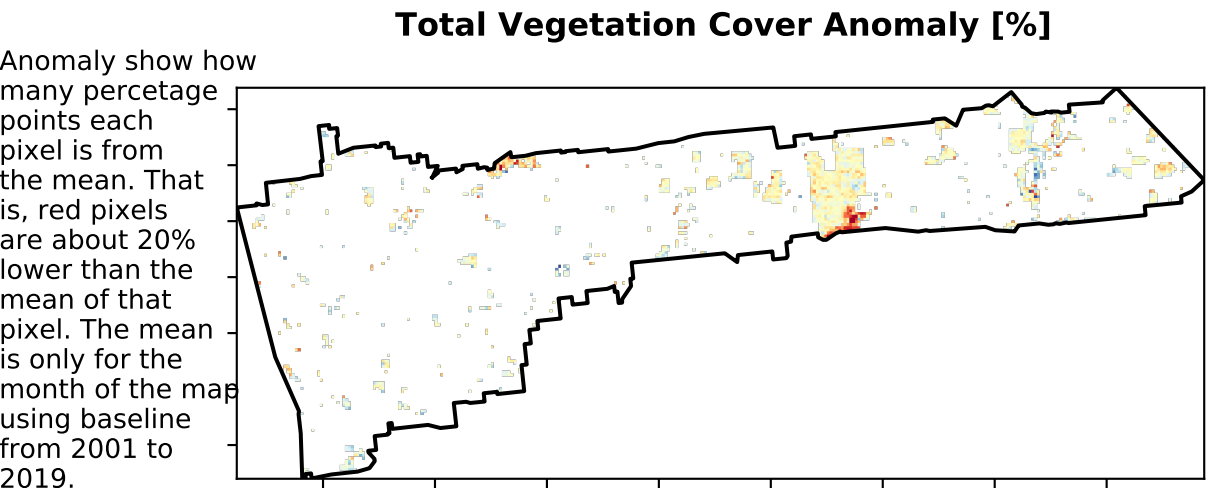 Total Vegetation Cover Anomaly [%]
Anomaly show how
many percetage
points each
pixel is from
the mean. That
is, red pixels
are about 20%
lower than the
mean of that
pixel. The mean
is only for the
month of the map
using baseline
from 2001 to
2019.